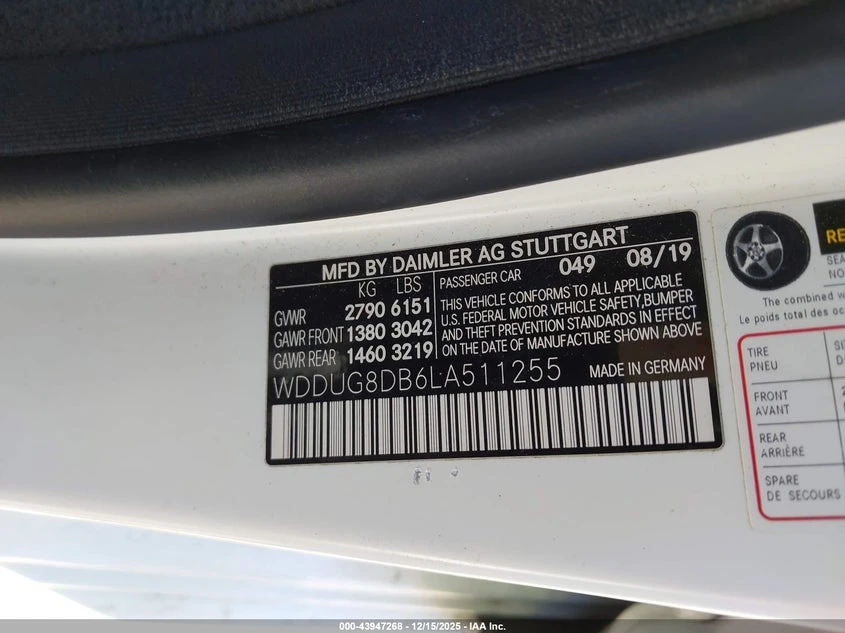 MFD BY DAIMLER AG STUTTGART
KG LBS
GVWR 2790 6151
GAWR FRONT 1380 3042
GAWR REAR 1460 3219
PASSENGER CAR 049 08/19
THIS VEHICLE CONFORMS TO ALL APPLICABLE
U.S. FEDERAL MOTOR VEHICLE SAFETY, BUMPER
AND THEFT PREVENTION STANDARDS IN EFFECT
ON THE DATE OF MANUFACTURE SHOWN ABOVE
WDDUG8DB6LA511255 MADE IN GERMANY
The combined
Le poids total des
TIRE
PNEU
FRONT
AVANT
REAR
ARRIÈRE
SPARE
DE SECOURS
000-43947268 - 12/15/2025 - IAA Inc.